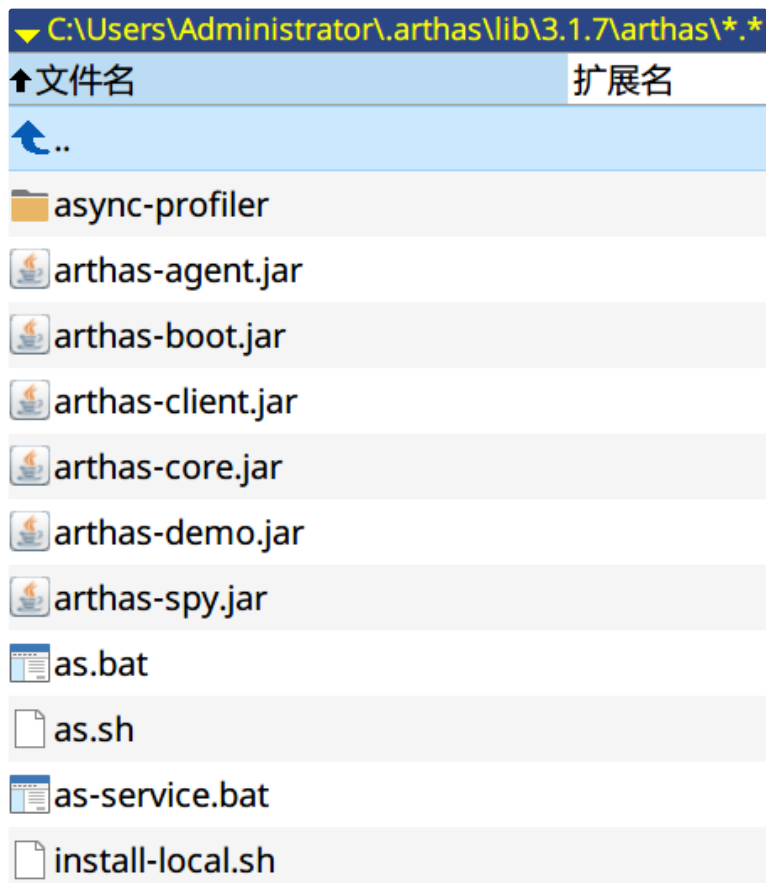 C:\Users\Administrator\.arthas\lib\3.1.7\arthas\*.*
文件名 扩展名
..
async-profiler
arthas-agent.jar
arthas-boot.jar
arthas-client.jar
arthas-core.jar
arthas-demo.jar
arthas-spy.jar
as.bat
as.sh
as-service.bat
install-local.sh